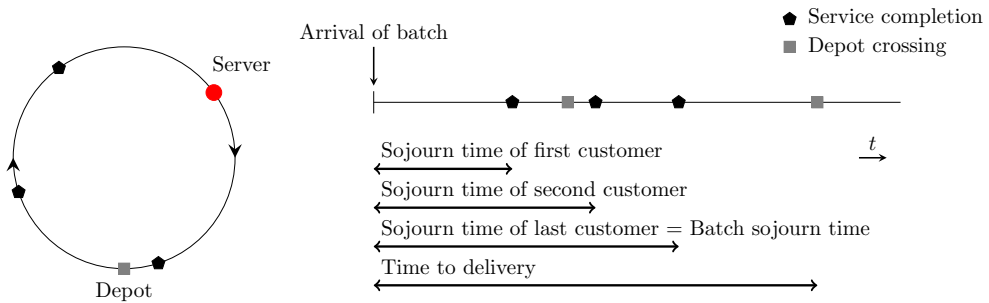 Service completion
Depot crossing
Arrival of batch
Server
t
Sojourn time of first customer
Sojourn time of second customer
Sojourn time of last customer = Batch sojourn time
Time to delivery
Depot